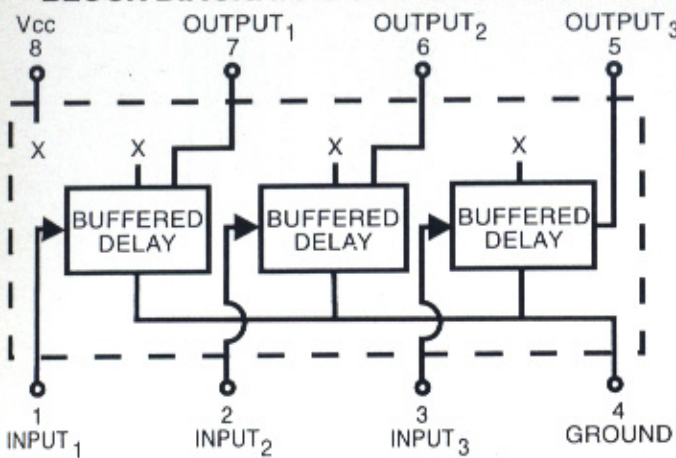 Vcc OUTPUT1 OUTPUT2 OUTPUT3
8 7 6 5
X X X X
BUFFERED DELAY
BUFFERED DELAY
BUFFERED DELAY
1 2 3 4
INPUT1 INPUT2 INPUT3 GROUND